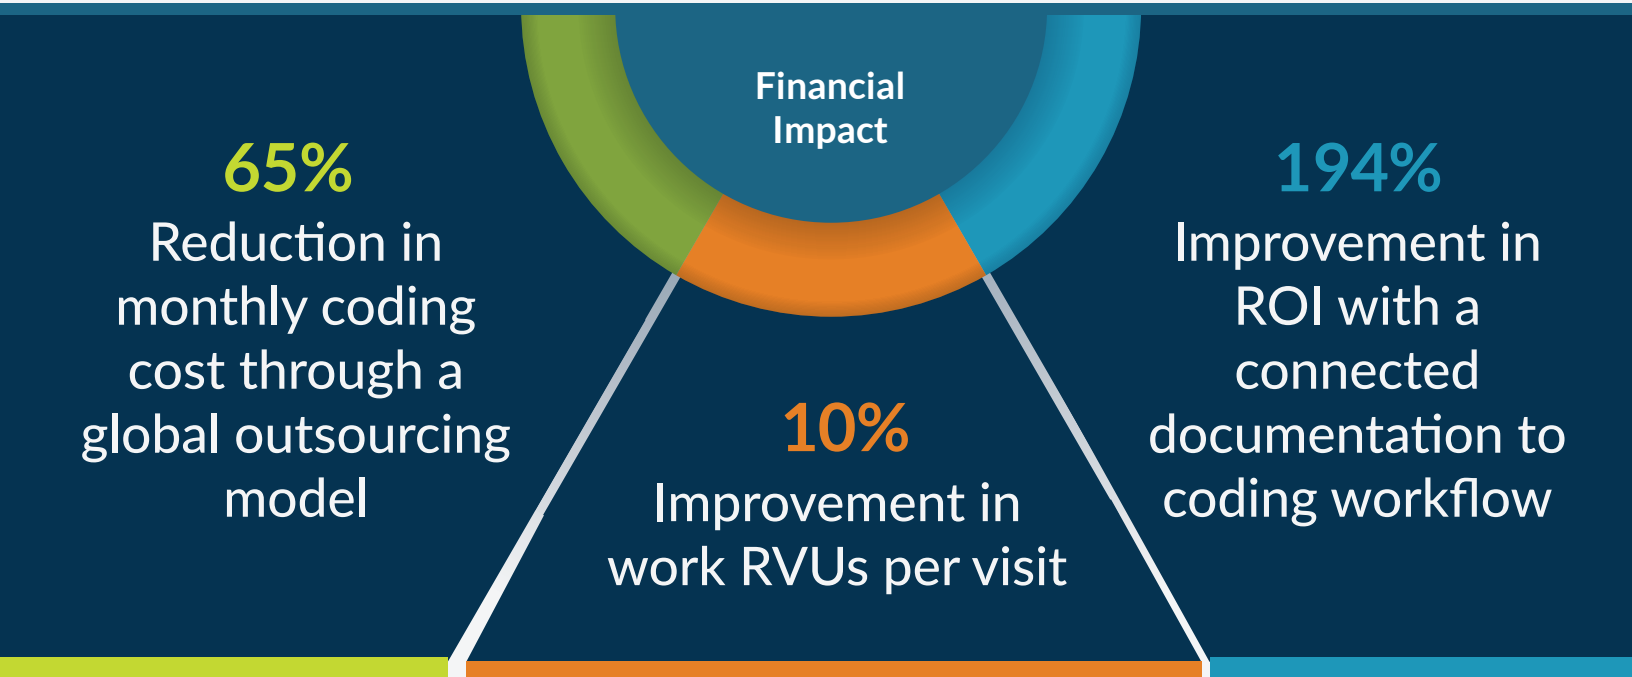 Financial
Impact
65%
Reduction in
monthly coding
cost through a
global outsourcing
model
10%
Improvement in
work RVUs per visit
194%
Improvement in
ROI with a
connected
documentation to
coding workflow